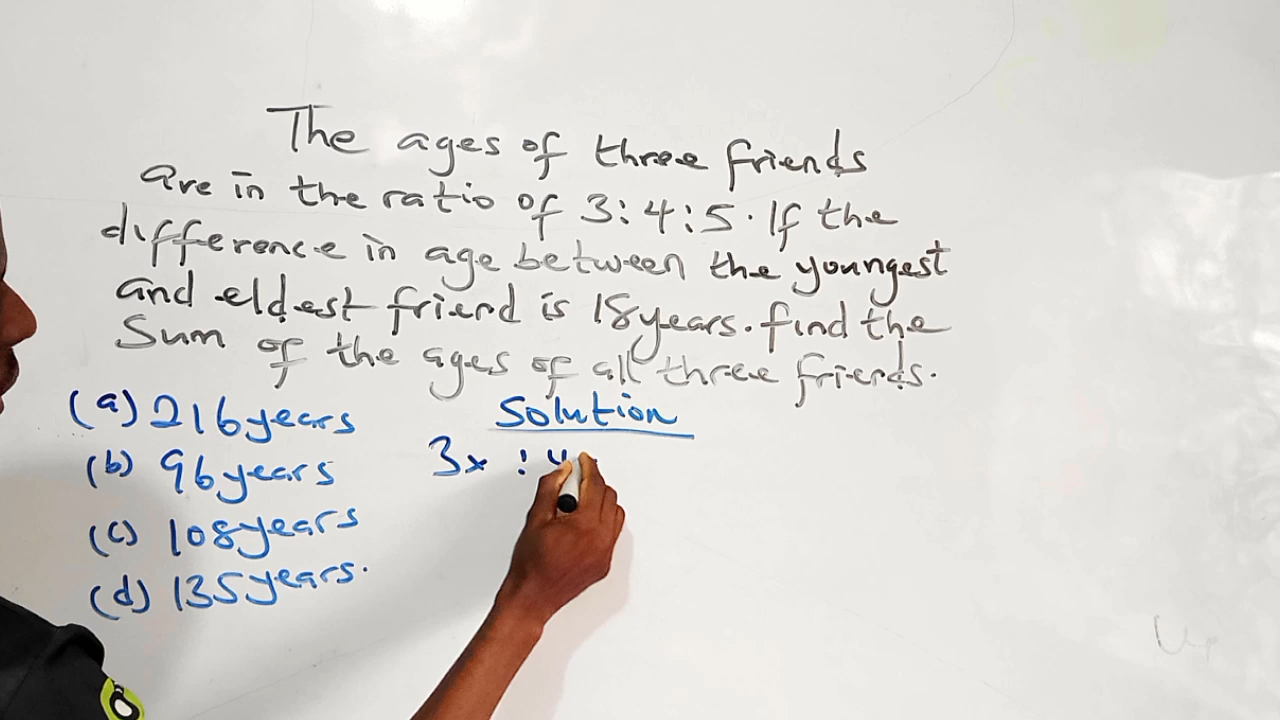 The ages of three friends
are in the ratio of 3:4:5. If the
difference in age between the youngest
and eldest friend is 18years. find the
Sum of the ages of all three friends.
(a) 216years
(b) 96years
(c) 108years
(d) 135years.
Solution
3x : 4